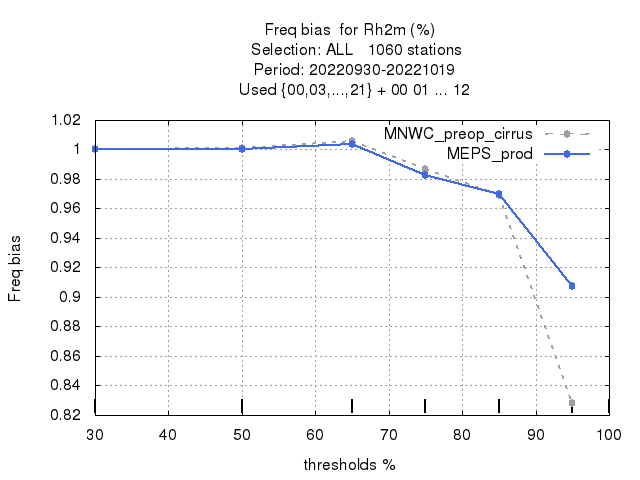 Freq bias  for Rh2m (%)
Selection: ALL   1060 stations
Period: 20220930-20221019
Used {00,03,...,21} + 00 01 ... 12
MNWC_preop_cirrus
MEPS_prod
1.02
1
0.98
0.96
0.94
0.92
0.9
0.88
0.86
0.84
0.82
Freq bias
30 40 50 60 70 80 90 100
thresholds %